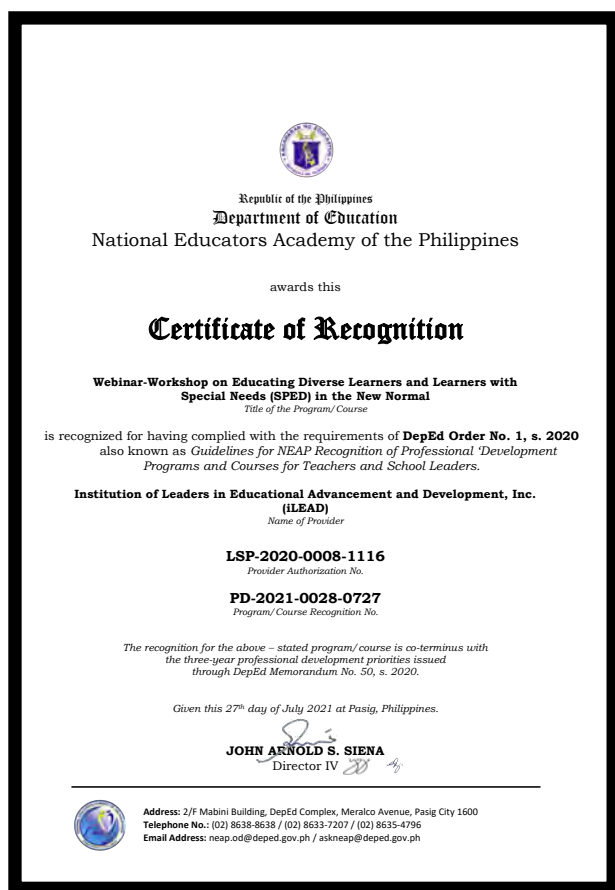 Republic of the Philippines
Department of Education
National Educators Academy of the Philippines
awards this
Certificate of Recognition
Webinar-Workshop on Educating Diverse Learners and Learners with
Special Needs (SPED) in the New Normal
Title of the Program/Course
is recognized for having complied with the requirements of DepEd Order No. 1, s. 2020
also known as Guidelines for NEAP Recognition of Professional ‘Development
Programs and Courses for Teachers and School Leaders.
Institution of Leaders in Educational Advancement and Development, Inc.
(iLEAD)
Name of Provider
LSP-2020-0008-1116
Provider Authorization No.
PD-2021-0028-0727
Program/Course Recognition No.
The recognition for the above – stated program/course is co-terminus with
the three-year professional development priorities issued
through DepEd Memorandum No. 50, s. 2020.
Given this 27th day of July 2021 at Pasig, Philippines.
JOHN ARNOLD S. SIENA
Director IV
Address: 2/F Mabini Building, DepEd Complex, Meralco Avenue, Pasig City 1600
Telephone No.: (02) 8638-8638 / (02) 8633-7207 / (02) 8635-4796
Email Address: neap.od@deped.gov.ph / askneap@deped.gov.ph